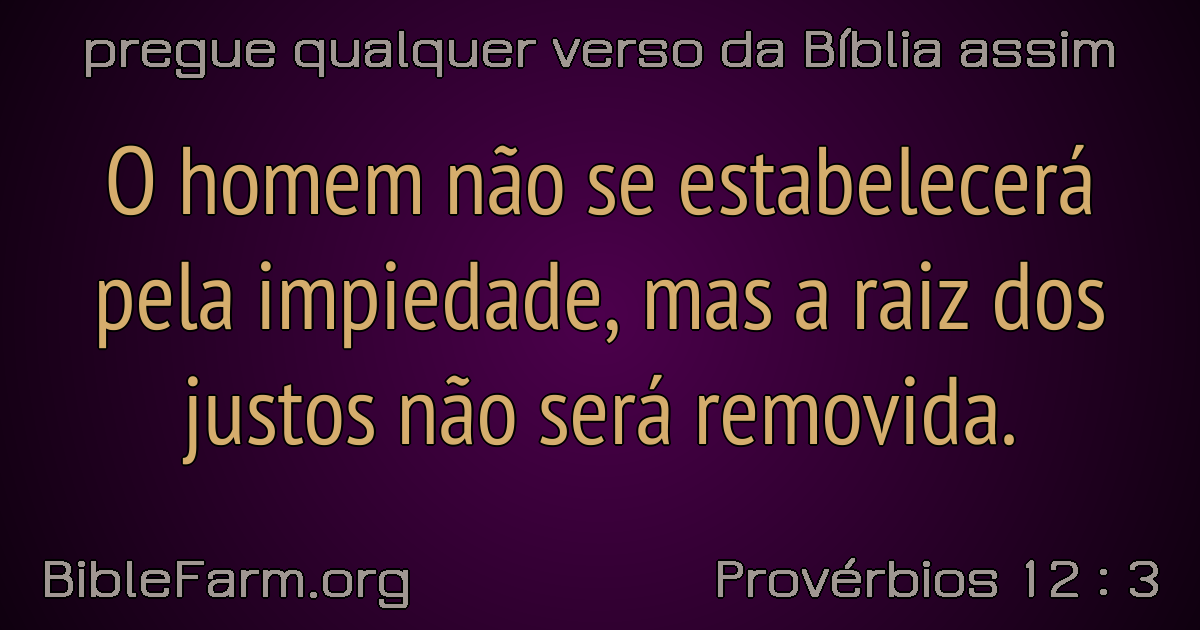 pregue qualquer verso da Bíblia assim
O homem não se estabelecerá
pela impiedade, mas a raiz dos
justos não será removida.
BibleFarm.org
Provérbios 12 : 3